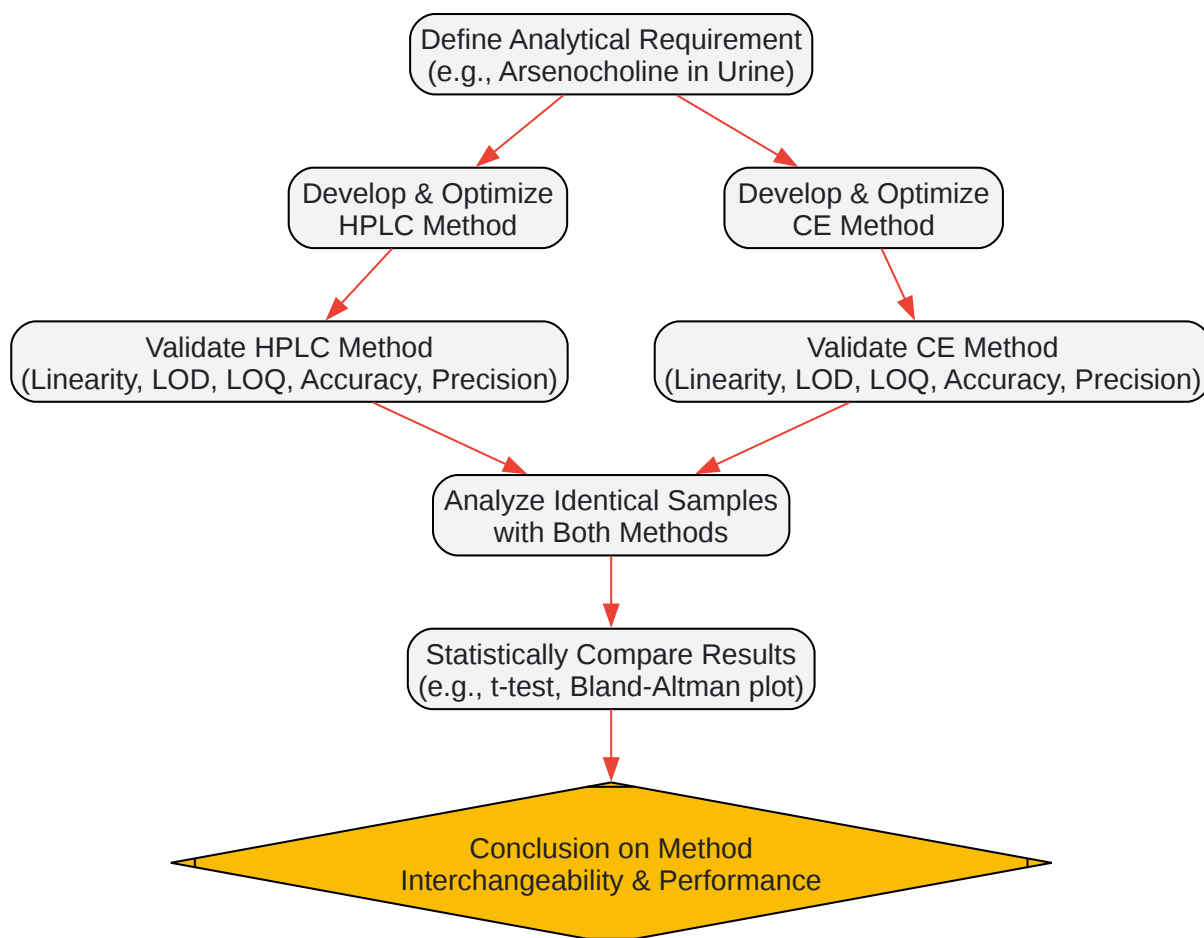 Define Analytical Requirement
(e.g., Arsenocholine in Urine)
Develop & Optimize
HPLC Method
Develop & Optimize
CE Method
Validate HPLC Method
(Linearity, LOD, LOQ, Accuracy, Precision)
Validate CE Method
(Linearity, LOD, LOQ, Accuracy, Precision)
Analyze Identical Samples
with Both Methods
Statistically Compare Results
(e.g., t-test, Bland-Altman plot)
Conclusion on Method
Interchangeability & Performance